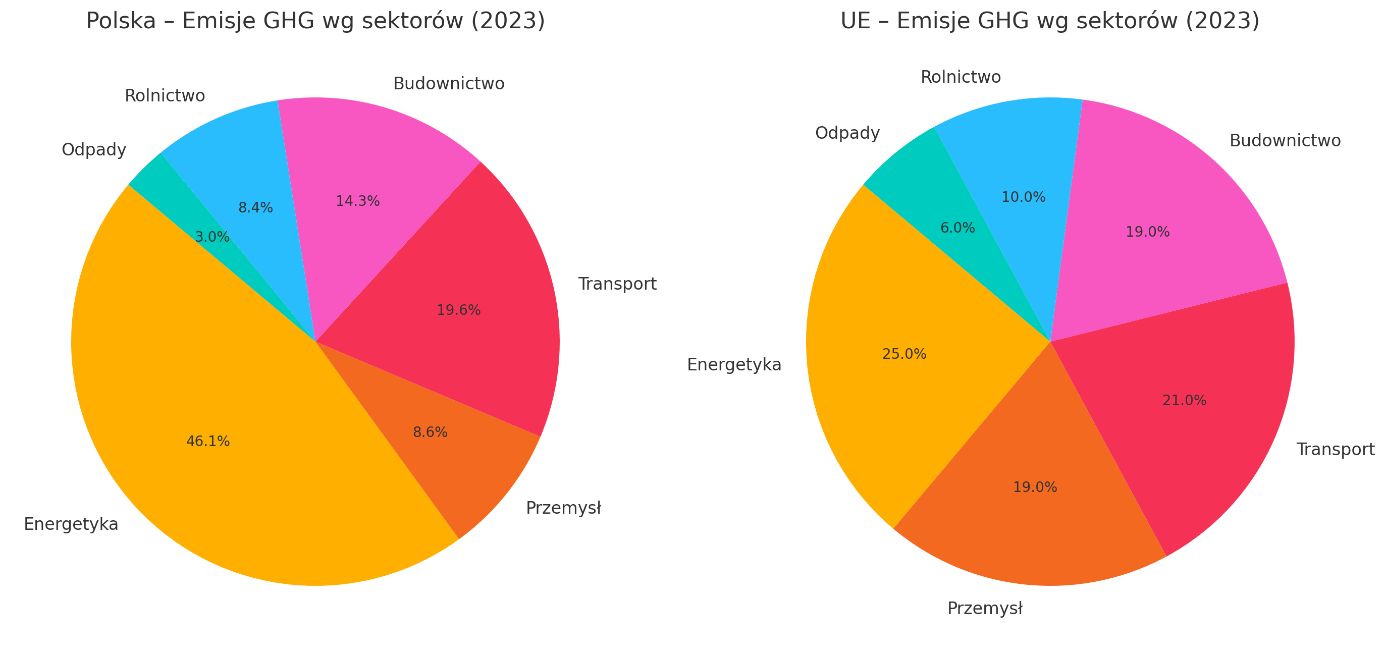 Polska – Emisje GHG wg sektorów (2023)
Budownictwo
Rolnictwo
Odpady
8.4%
14.3%
3.0%
Transport
19.6%
8.6%
46.1%
Przemysł
Energetyka
UE – Emisje GHG wg sektorów (2023)
Rolnictwo
Odpady
Budownictwo
10.0%
6.0%
19.0%
Energetyka
25.0%
21.0%
Transport
19.0%
Przemysł